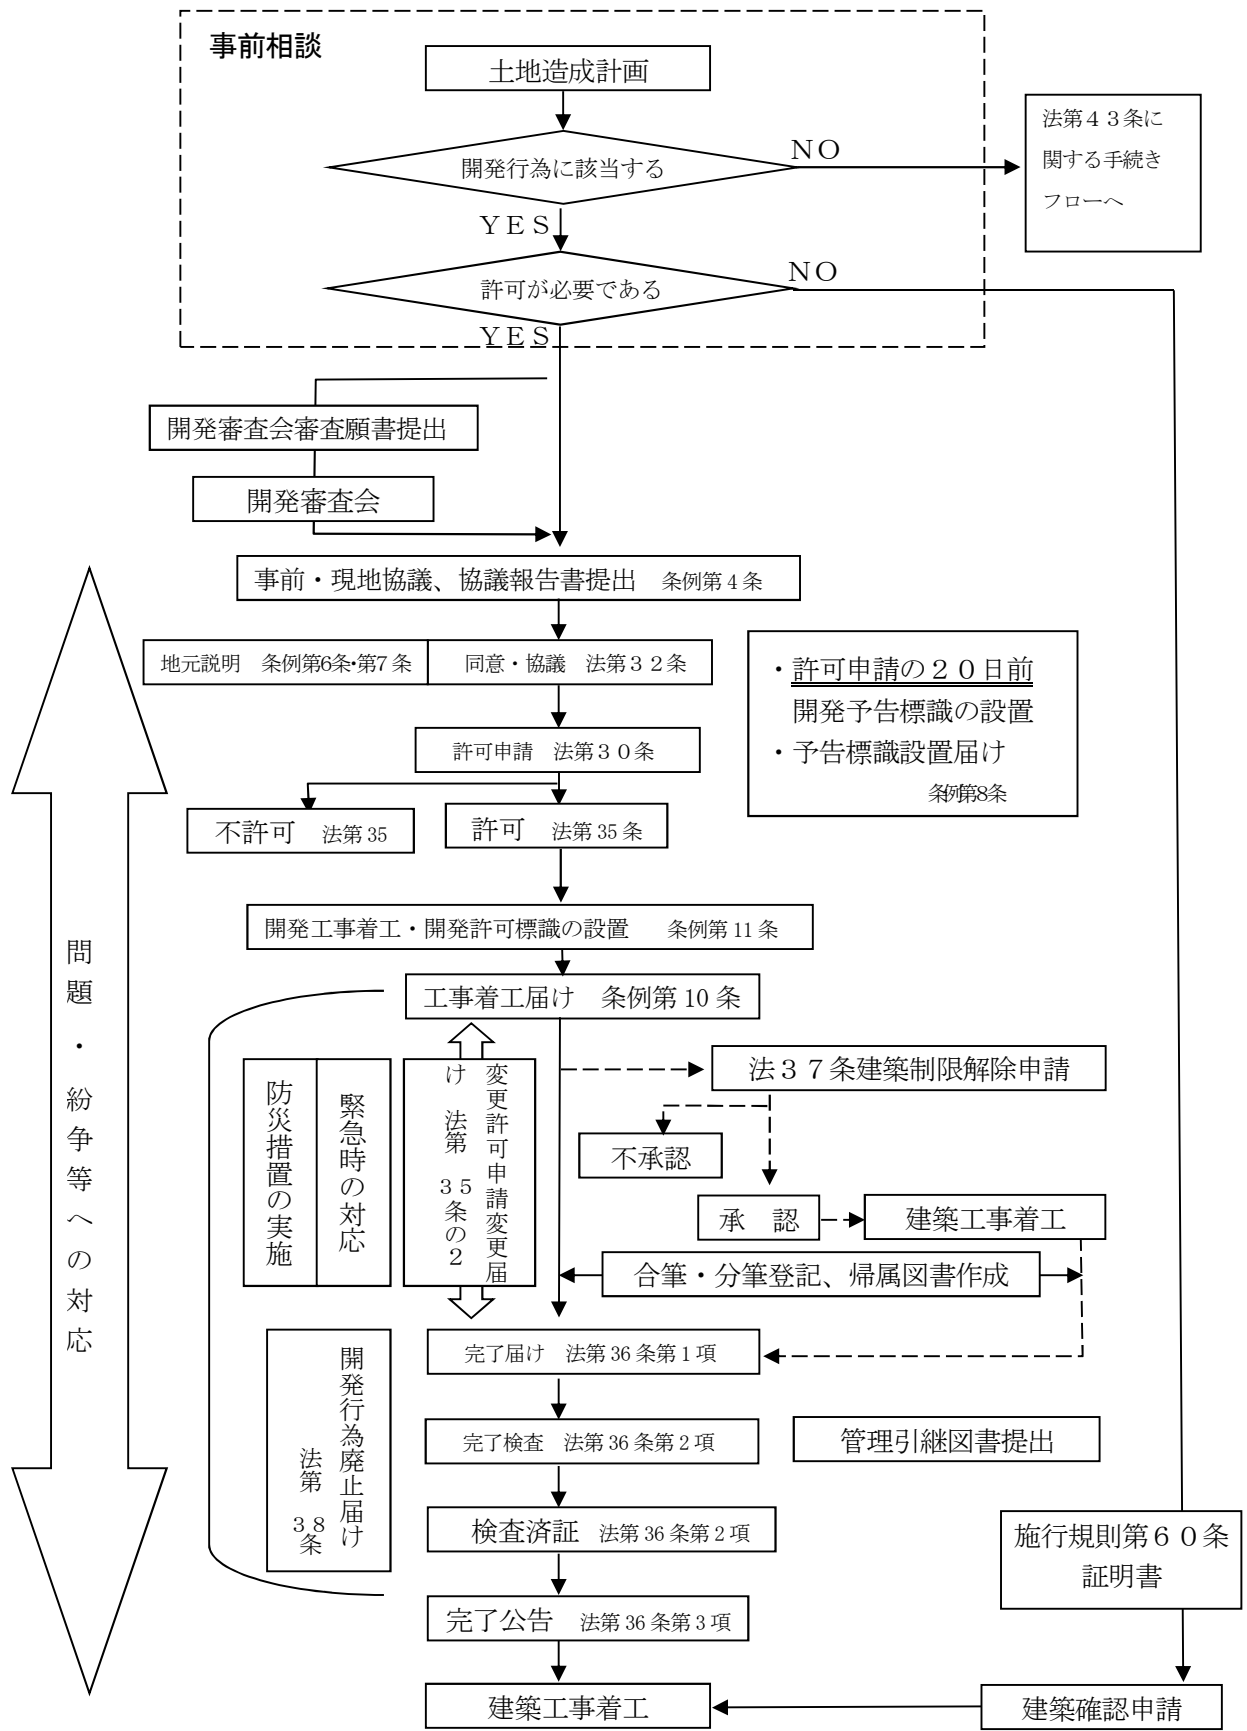 事前相談
土地造成計画
開発行為に該当する
NO
法第４３条に
関する手続き
フローへ
YES
許可が必要である
NO
YES
開発審査会審査願書提出
開発審査会
事前・現地協議、協議報告書提出　条例第4条
地元説明　条例第6条・第7条
同意・協議　法第３２条
・許可申請の２０日前
開発予告標識の設置
・予告標識設置届け
条例第8条
許可申請　法第３０条
不許可　法第35
許可　法第35条
開発工事着工・開発許可標識の設置　条例第11条
工事着工届け　条例第10条
問題・紛争等への対応
防災措置の実施
緊急時の対応
変更許可申請変更届
け　法第　３５条の２
法３７条建築制限解除申請
不承認
承　認
建築工事着工
合筆・分筆登記、帰属図書作成
開発行為廃止届け
法第　３８条
完了届け　法第36条第1項
完了検査　法第36条第2項
管理引継図書提出
検査済証　法第36条第2項
施行規則第６０条
証明書
完了公告　法第36条第3項
建築工事着工
建築確認申請